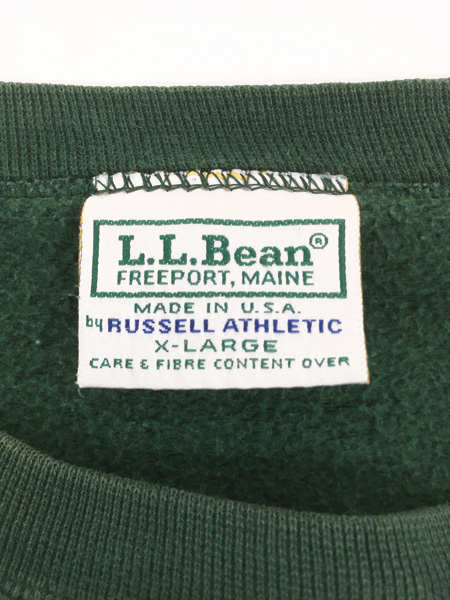 L.L.Bean®
FREEPORT, MAINE
MADE IN U.S.A.
by RUSSELL ATHLETIC
X-LARGE
CARE & FIBRE CONTENT OVER